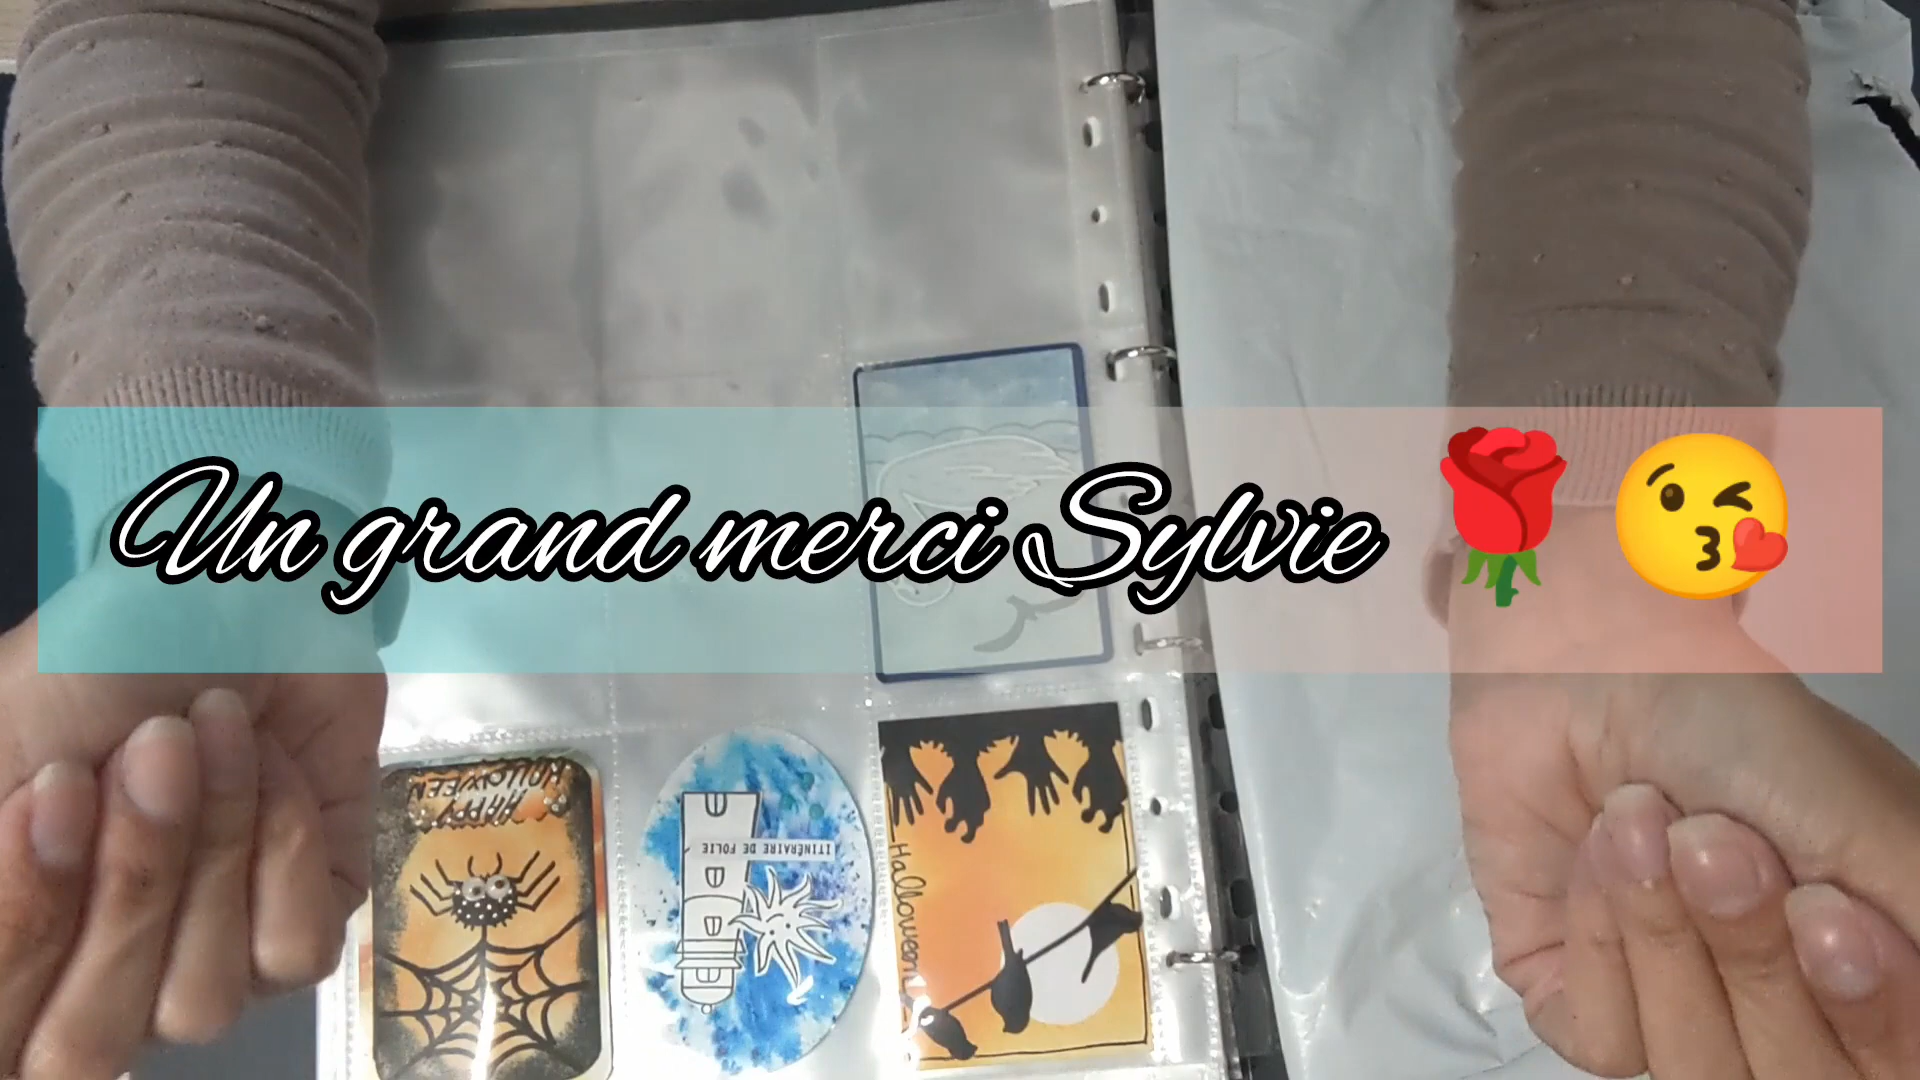 Un grand merci Sylvie 🌹 😘
HAPPY
HALLOWEEN
ITINÉRAIRE DE FOLIE
Halloween